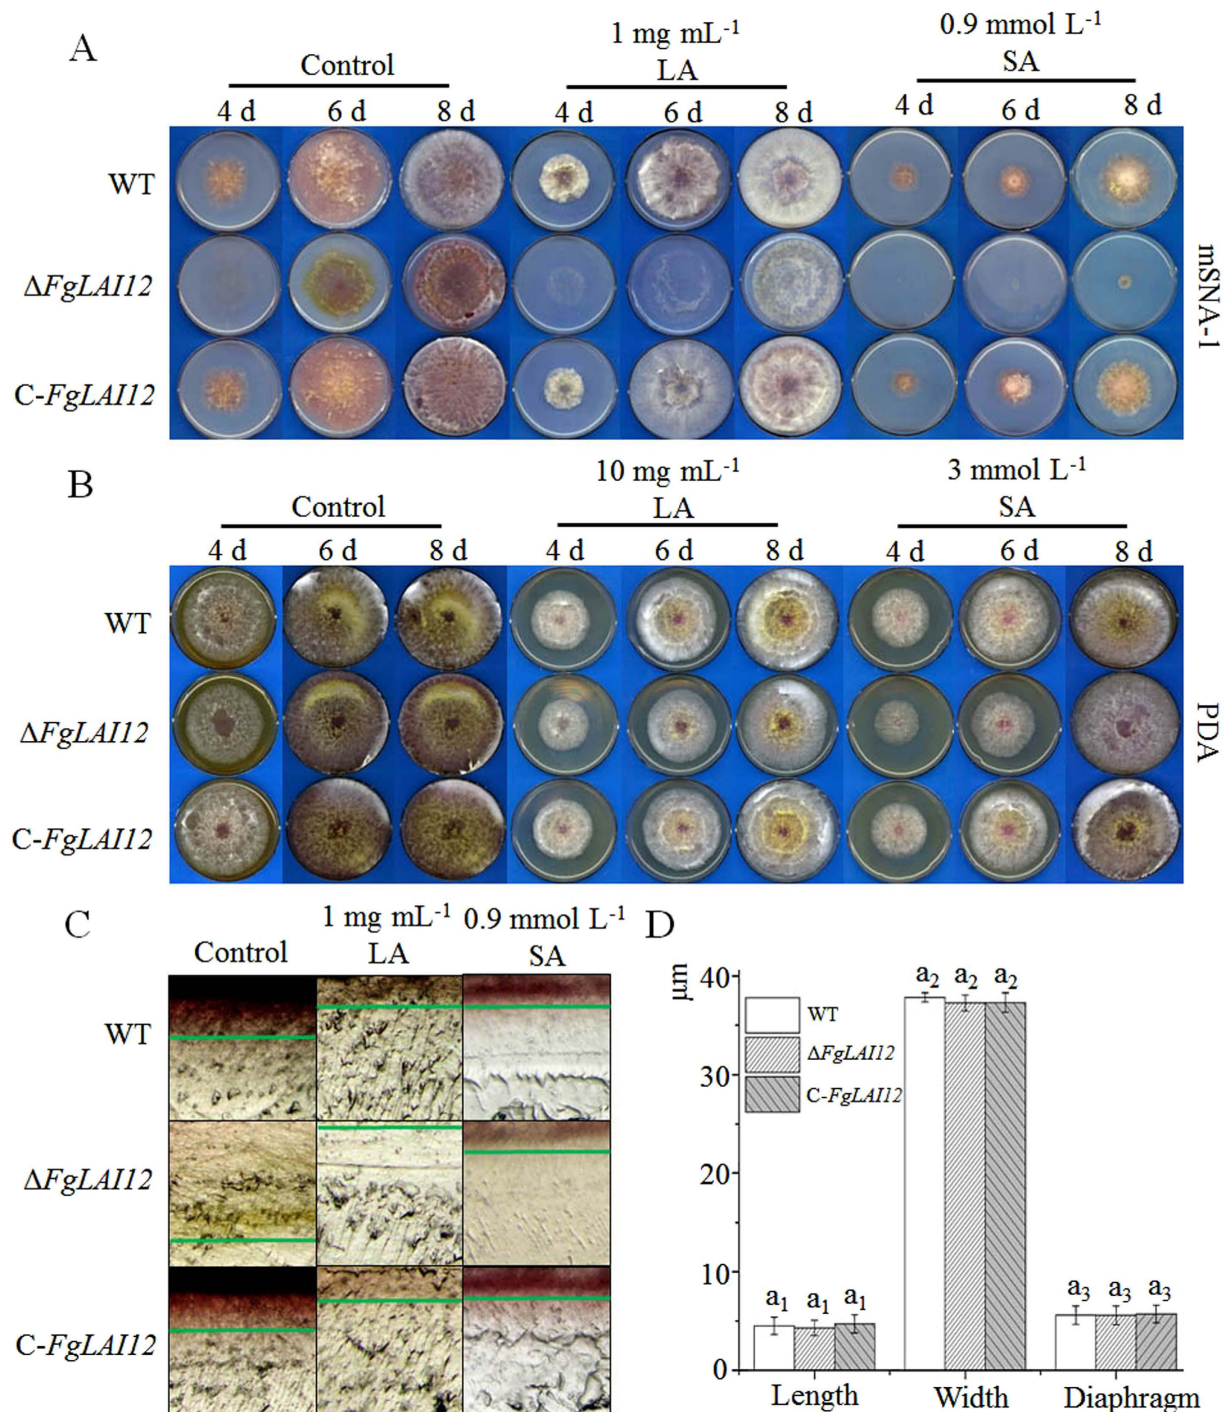 A
Control
1 mg mL-1
LA
0.9 mmol L-1
SA
4 d 6 d 8 d 4 d 6 d 8 d 4 d 6 d 8 d
WT
ΔFgLAI12
C-FgLAI12
mSNA-1
B
Control
10 mg mL-1
LA
3 mmol L-1
SA
4 d 6 d 8 d 4 d 6 d 8 d 4 d 6 d 8 d
WT
ΔFgLAI12
C-FgLAI12
PDA
C
Control
1 mg mL-1
LA
0.9 mmol L-1
SA
WT
ΔFgLAI12
C-FgLAI12
D
μm
40
30
20
10
0
WT
ΔFgLAI12
C-FgLAI12
a1 a1 a1
a2 a2 a2
a3 a3 a3
Length Width Diaphragm